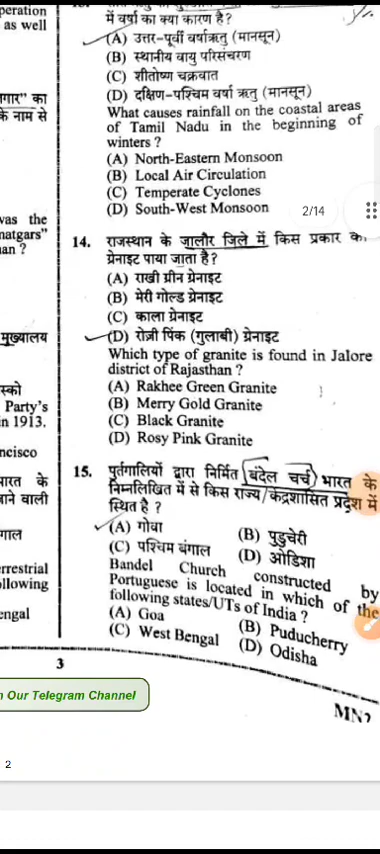 peration
as well
में वर्षा का क्या कारण है?
(A) उत्तर-पूर्वी वर्षाऋतु (मानसून)
(B) स्थानीय वायु परिसंचरण
(C) शीतोष्ण चक्रवात
(D) दक्षिण-पश्चिम वर्षा ऋतु (मानसून)
What causes rainfall on the coastal areas
of Tamil Nadu in the beginning of
winters ?
(A) North-Eastern Monsoon
(B) Local Air Circulation
(C) Temperate Cyclones
(D) South-West Monsoon
2/14
गार" का
के नाम से
vas the
natgars"
an ?
14. राजस्थान के जालौर जिले में किस प्रकार का
ग्रेनाइट पाया जाता है?
(A) राखी ग्रीन ग्रेनाइट
(B) मेरी गोल्ड ग्रेनाइट
(C) काला ग्रेनाइट
(D) रोज़ी पिंक (गुलाबी) ग्रेनाइट
Which type of granite is found in Jalore
district of Rajasthan ?
(A) Rakhee Green Granite
(B) Merry Gold Granite
(C) Black Granite
(D) Rosy Pink Granite
मुख्यालय
स्को
Party's
in 1913.
ncisco
15. पुर्तगालियों द्वारा निर्मित बंदेल चर्च भारत के
निम्नलिखित में से किस राज्य/केंद्रशासित प्रदेश में
स्थित है ?
(A) गोवा (B) पुडुचेरी
(C) पश्चिम बंगाल (D) ओडिशा
Bandel Church constructed by
Portuguese is located in which of the
following states/UTs of India ?
(A) Goa (B) Puducherry
(C) West Bengal (D) Odisha
गरत के
ाने वाली
गाल
rrestrial
llowing
engal
3
Our Telegram Channel
2